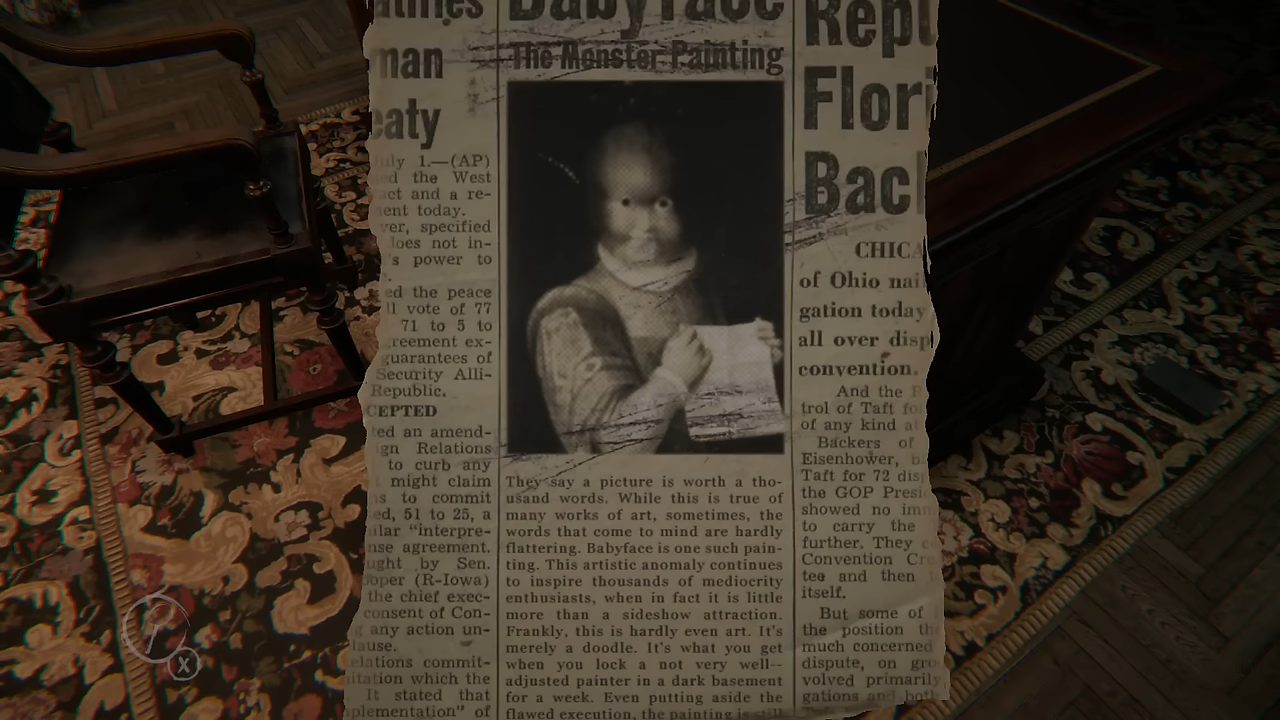 man
eaty
uly 1.—(AP)
ed the West
act and a re-
ent today.
ver, specified
loes not in-
's power to
ed the peace
ll vote of 77
71 to 5 to
reement ex-
guarantees of
Security Alli-
Republic.
CEPTED
ted an amend-
gn Relations
to curb any
might claim
s to commit
ed, 51 to 25, a
ilar “interpre-
nse agreement.
ught by Sen.
oper (R-Iowa)
the chief exec-
consent of Con-
any action un-
lause.
elations commit-
itation which the
It stated that
plementation” of
Babyface
The Monster Painting
They say a picture is worth a tho-
usand words. While this is true of
many works of art, sometimes, the
words that come to mind are hardly
flattering. Babyface is one such pain-
ting. This artistic anomaly continues
to inspire thousands of mediocrity
enthusiasts, when in fact it is little
more than a sideshow attraction.
Frankly, this is hardly even art. It's
merely a doodle. It's what you get
when you lock a not very well--
adjusted painter in a dark basement
for a week. Even putting aside the
flawed execution, the painting is still
Repu
Flori
Bac
CHICA
of Ohio nai
gation today
all over disp
convention.
And the
trol of Taft fo
of any kind at
Backers of
Eisenhower, b
Taft for 72 dis
the GOP Presi
showed no im
to carry the
further. They
Convention Cr
tee and then
itself.
But some of
the position th
much concerned
dispute, on gro
volved primarily
gations and both
X